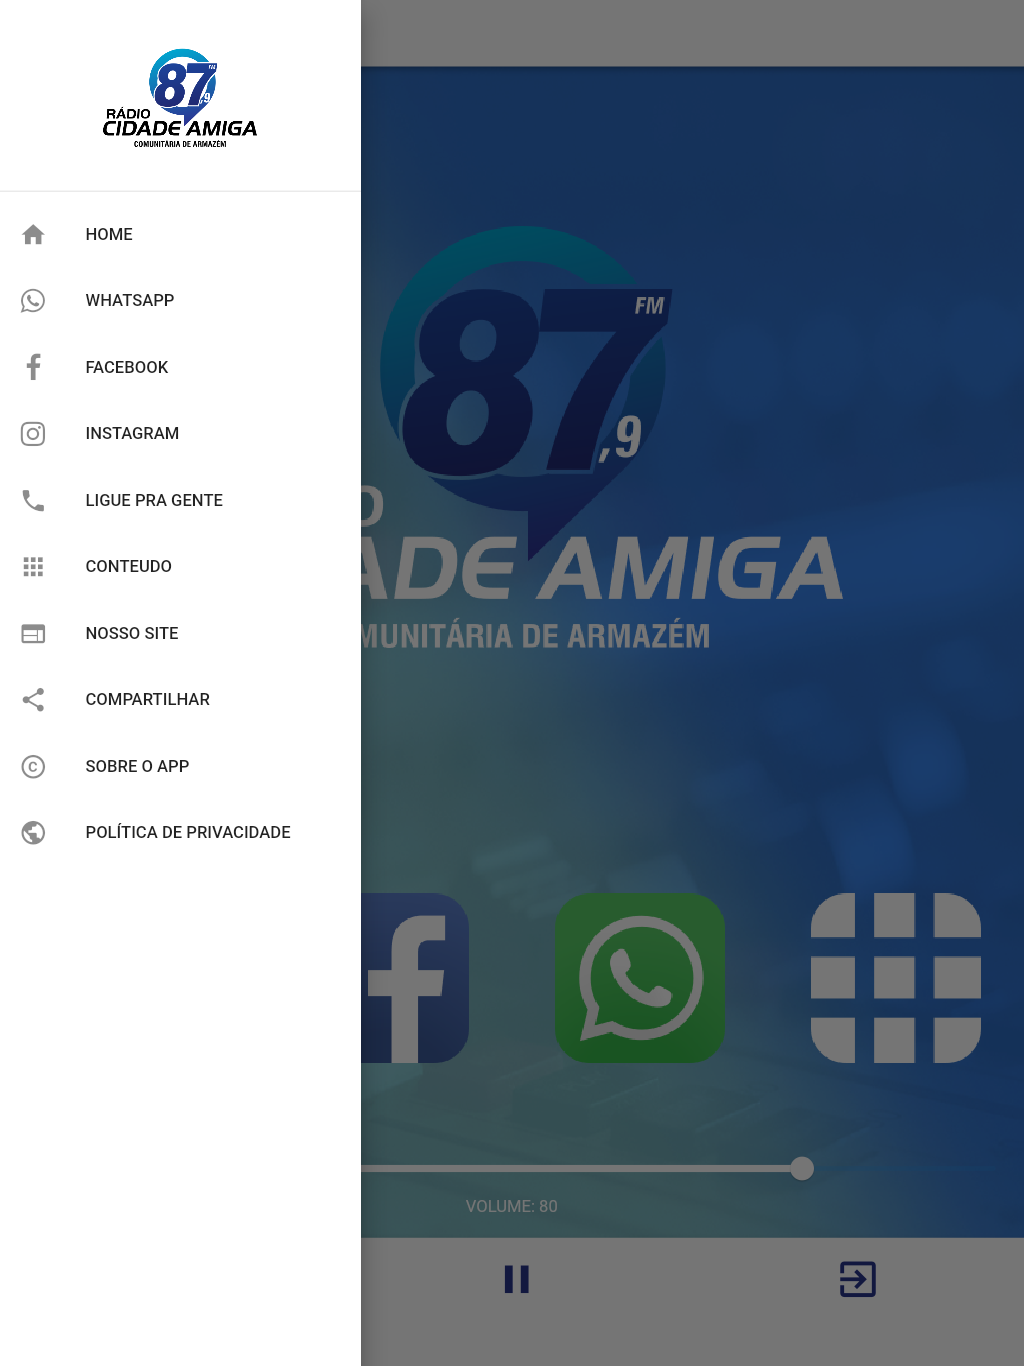 87 FM
,9
RÁDIO
CIDADE AMIGA
COMUNITÁRIA DE ARMAZÉM
HOME
WHATSAPP
FACEBOOK
INSTAGRAM
LIGUE PRA GENTE
CONTEUDO
NOSSO SITE
COMPARTILHAR
SOBRE O APP
POLÍTICA DE PRIVACIDADE
87 FM
,9
O
ADE AMIGA
MUNITÁRIA DE ARMAZÉM
VOLUME: 80